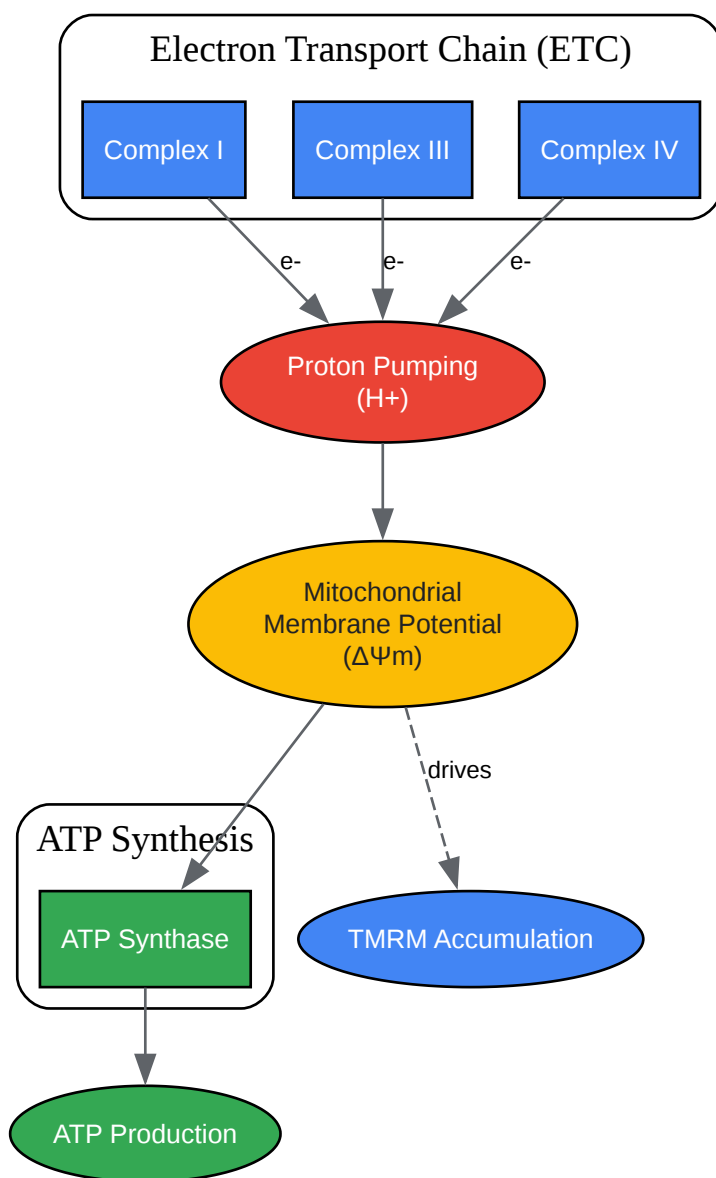 Electron Transport Chain (ETC)
Complex I
Complex III
Complex IV
e-
e-
e-
Proton Pumping
(H+)
Mitochondrial
Membrane Potential
(ΔΨm)
drives
ATP Synthesis
ATP Synthase
TMRM Accumulation
ATP Production